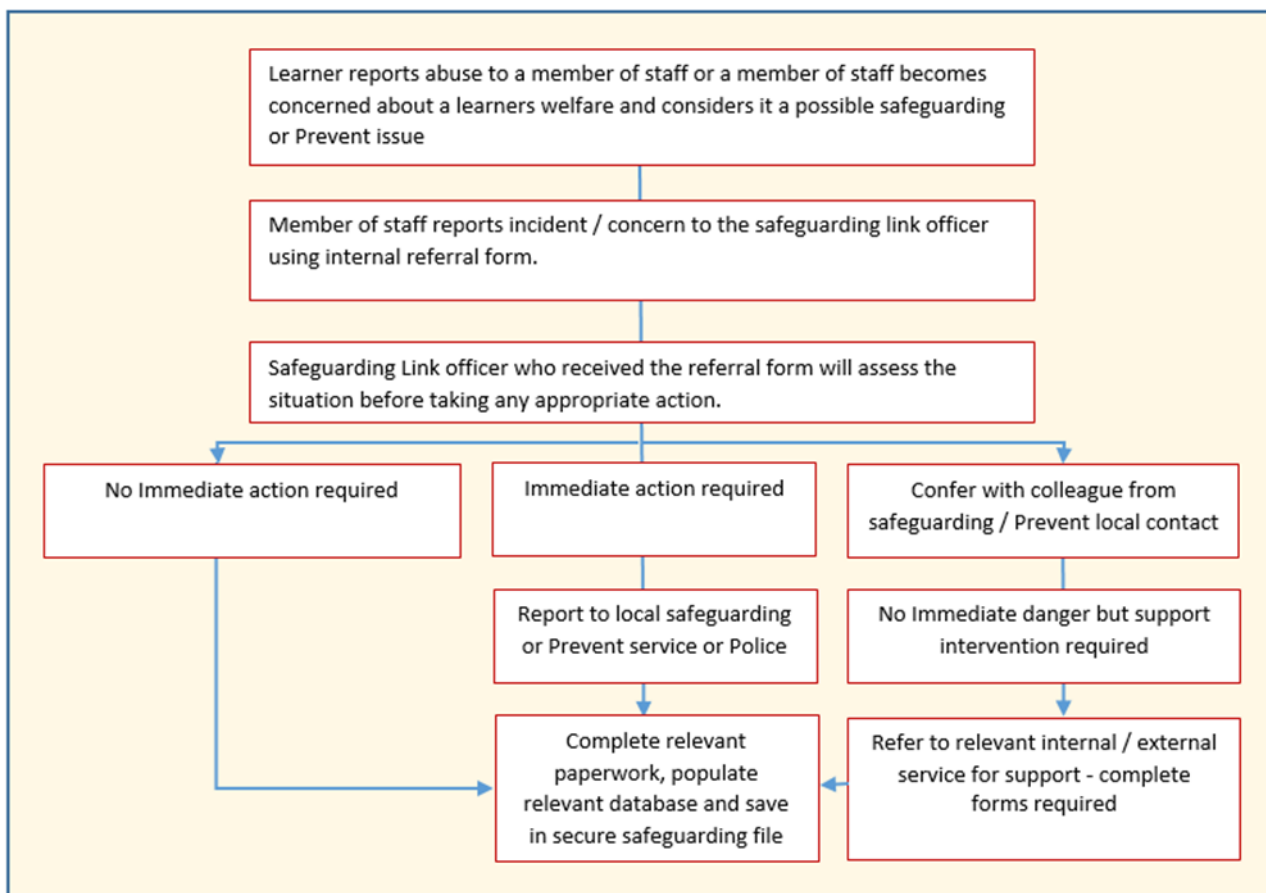 Learner reports abuse to a member of staff or a member of staff becomes
concerned about a learners welfare and considers it a possible safeguarding
or Prevent issue
Member of staff reports incident / concern to the safeguarding link officer
using internal referral form.
Safeguarding Link officer who received the referral form will assess the
situation before taking any appropriate action.
No Immediate action required
Immediate action required
Confer with colleague from
safeguarding / Prevent local contact
Report to local safeguarding
or Prevent service or Police
No Immediate danger but support
intervention required
Complete relevant
paperwork, populate
relevant database and save
in secure safeguarding file
Refer to relevant internal / external
service for support - complete
forms required